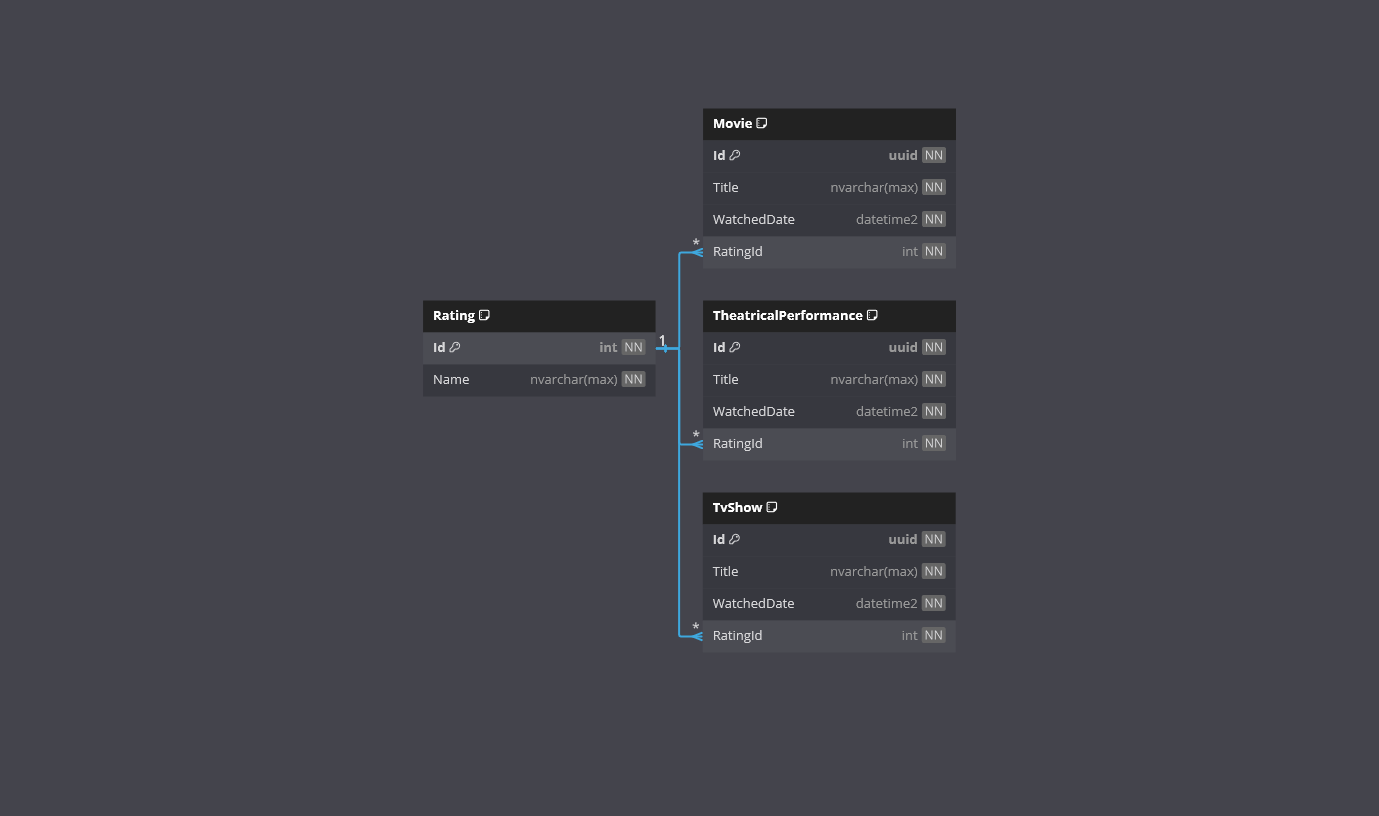 Movie
Id uuid NN
Title nvarchar(max) NN
WatchedDate datetime2 NN
* RatingId int NN
Rating
Id int NN 1
Name nvarchar(max) NN
TheatricalPerformance
Id uuid NN
Title nvarchar(max) NN
WatchedDate datetime2 NN
* RatingId int NN
TvShow
Id uuid NN
Title nvarchar(max) NN
WatchedDate datetime2 NN
* RatingId int NN